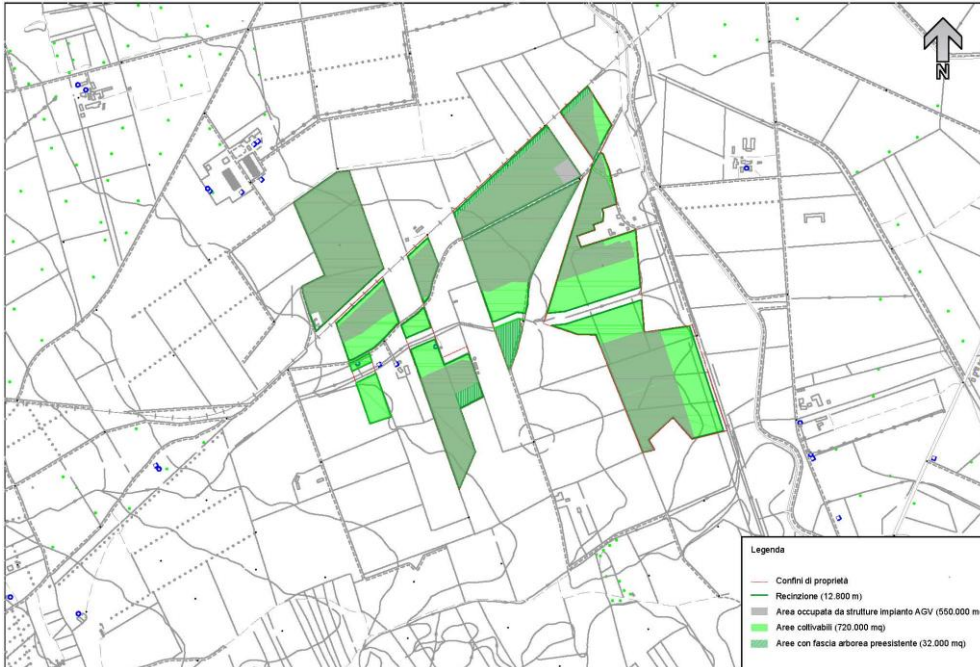 N
Legenda
Confini di proprietà
Recinzione (12.800 m)
Area occupata da strutture impianto AGV (550.000 m
Aree coltivabili (720.000 mq)
Aree con fascia arborea preesistente (32.000 mq)